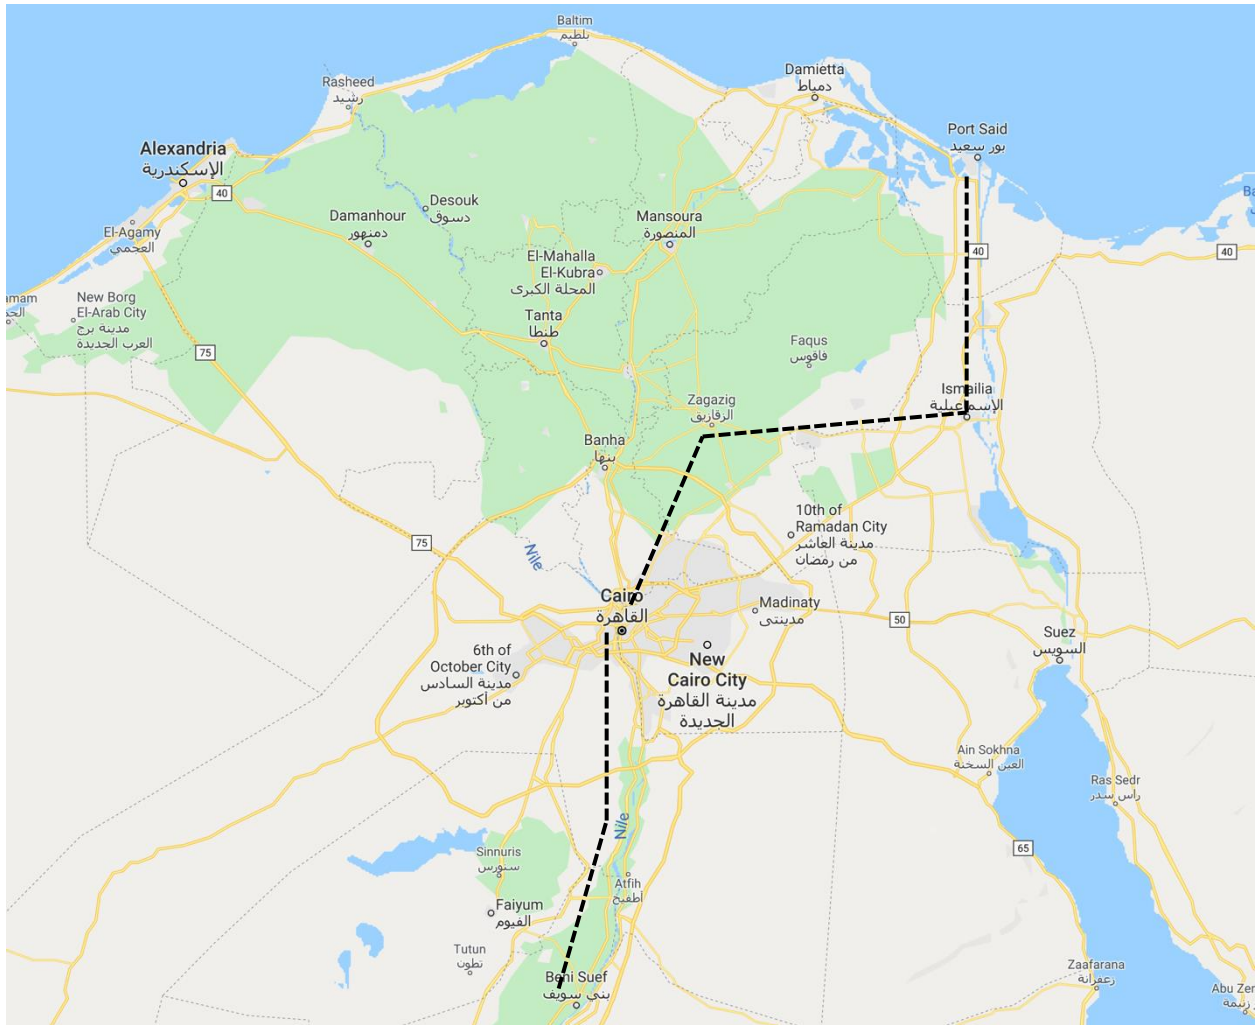 Baltim
بلطيم
Damietta
دمياط
Rasheed
رشيد
Port Said
بور سعيد
Alexandria
الإسكندرية
40
Desouk
دسوق
Damanhour
دمنهور
Mansoura
المنصورة
El-Agamy
العجمي
El-Mahalla
El-Kubra
المحلة الكبرى
40
40
New Borg
El-Arab City
مدينة برج
العرب الجديدة
Tanta
طنطا
75
Faqus
فاقوس
Ismailia
الإسماعيلية
Zagazig
الزقازيق
Banha
بنها
10th of
Ramadan City
مدينة العاشر
من رمضان
75
Nile
Cairo
القاهرة
Madinaty
مدينتى
50
Suez
السويس
6th of
October City
مدينة السادس
من أكتوبر
New
Cairo City
مدينة القاهرة
الجديدة
Ain Sokhna
العين السخنة
Ras Sedr
راس سدر
Nile
65
Sinnuris
سنورس
Atfih
أطفيح
Faiyum
الفيوم
Tutun
تطون
Beni Suef
بني سويف
Zaafarana
زعفرانة
Abu Zen
زنيمة